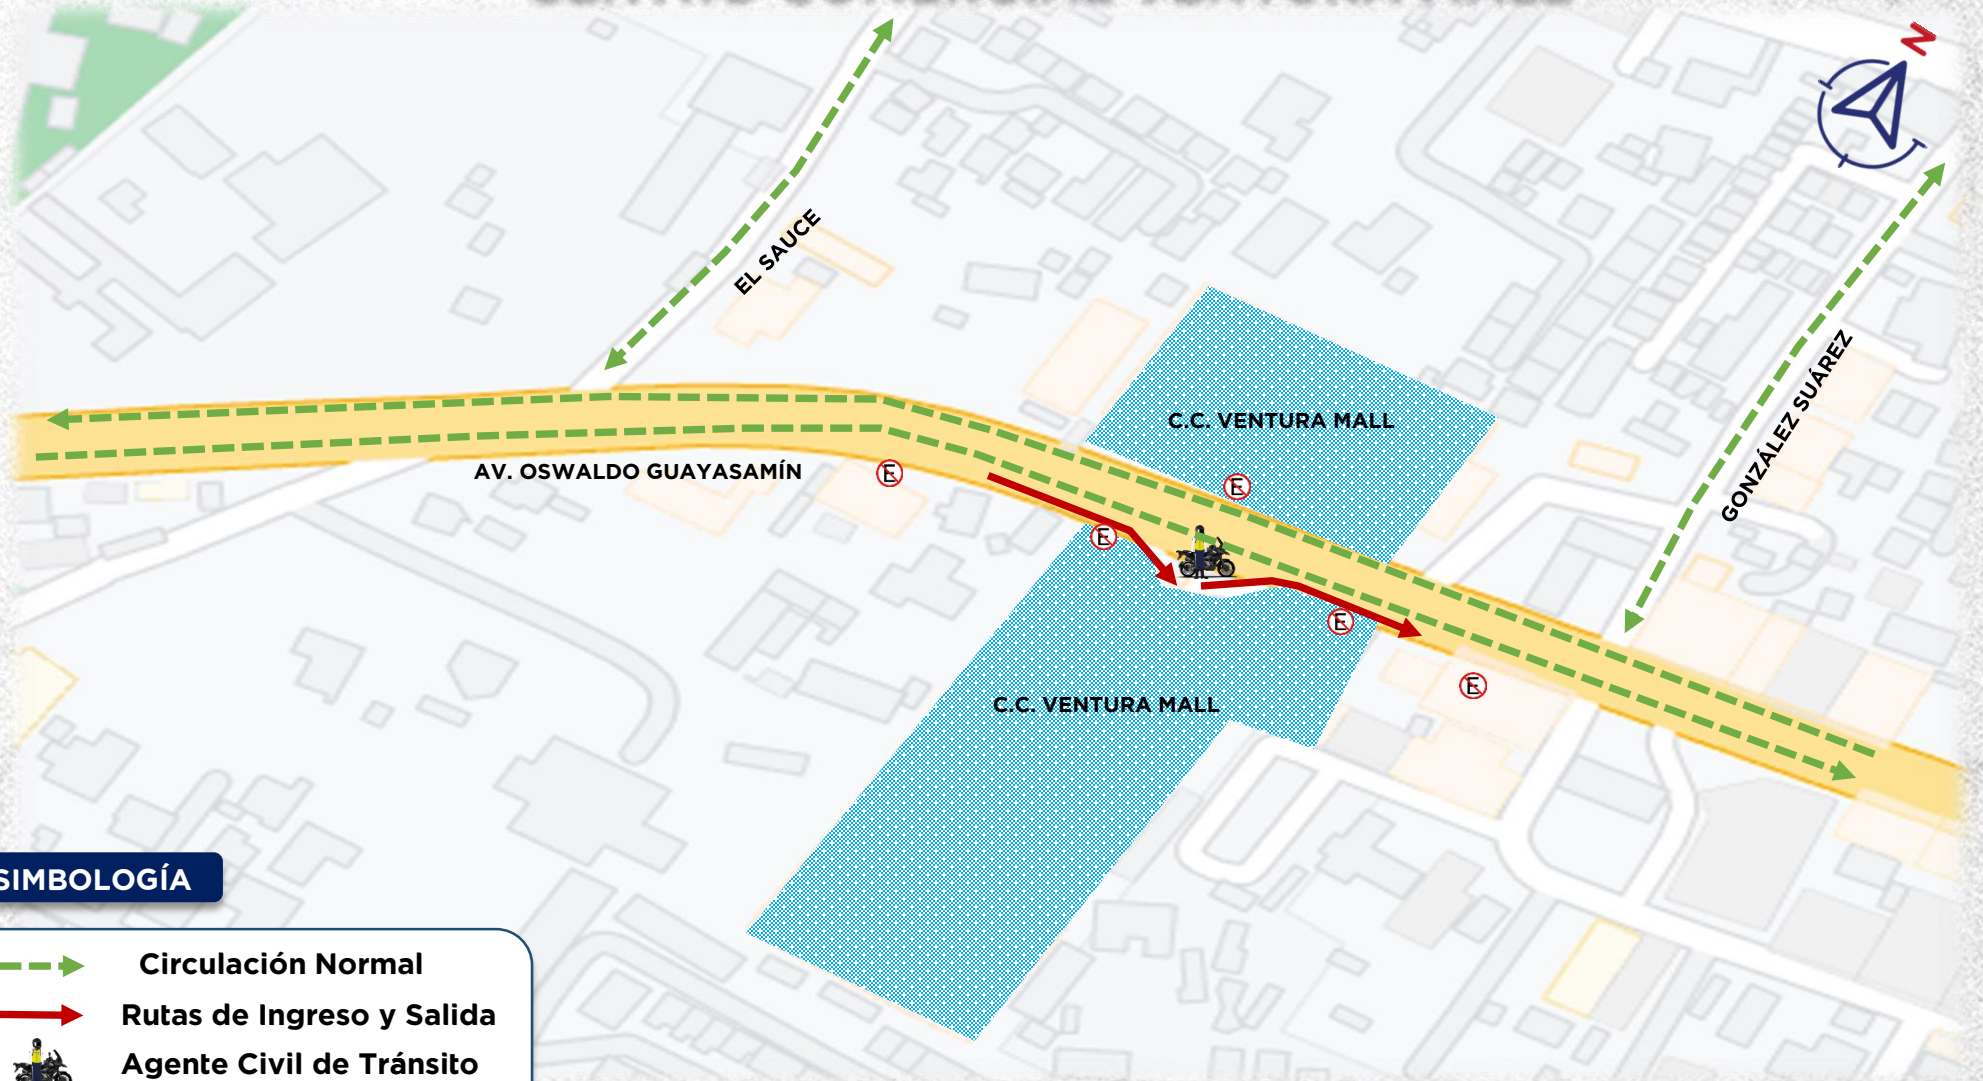 N
EL SAUCE
GONZÁLEZ SUÁREZ
C.C. VENTURA MALL
AV. OSWALDO GUAYASAMÍN
E
E
E
E
E
C.C. VENTURA MALL
SIMBOLOGÍA
Circulación Normal
Rutas de Ingreso y Salida
Agente Civil de Tránsito